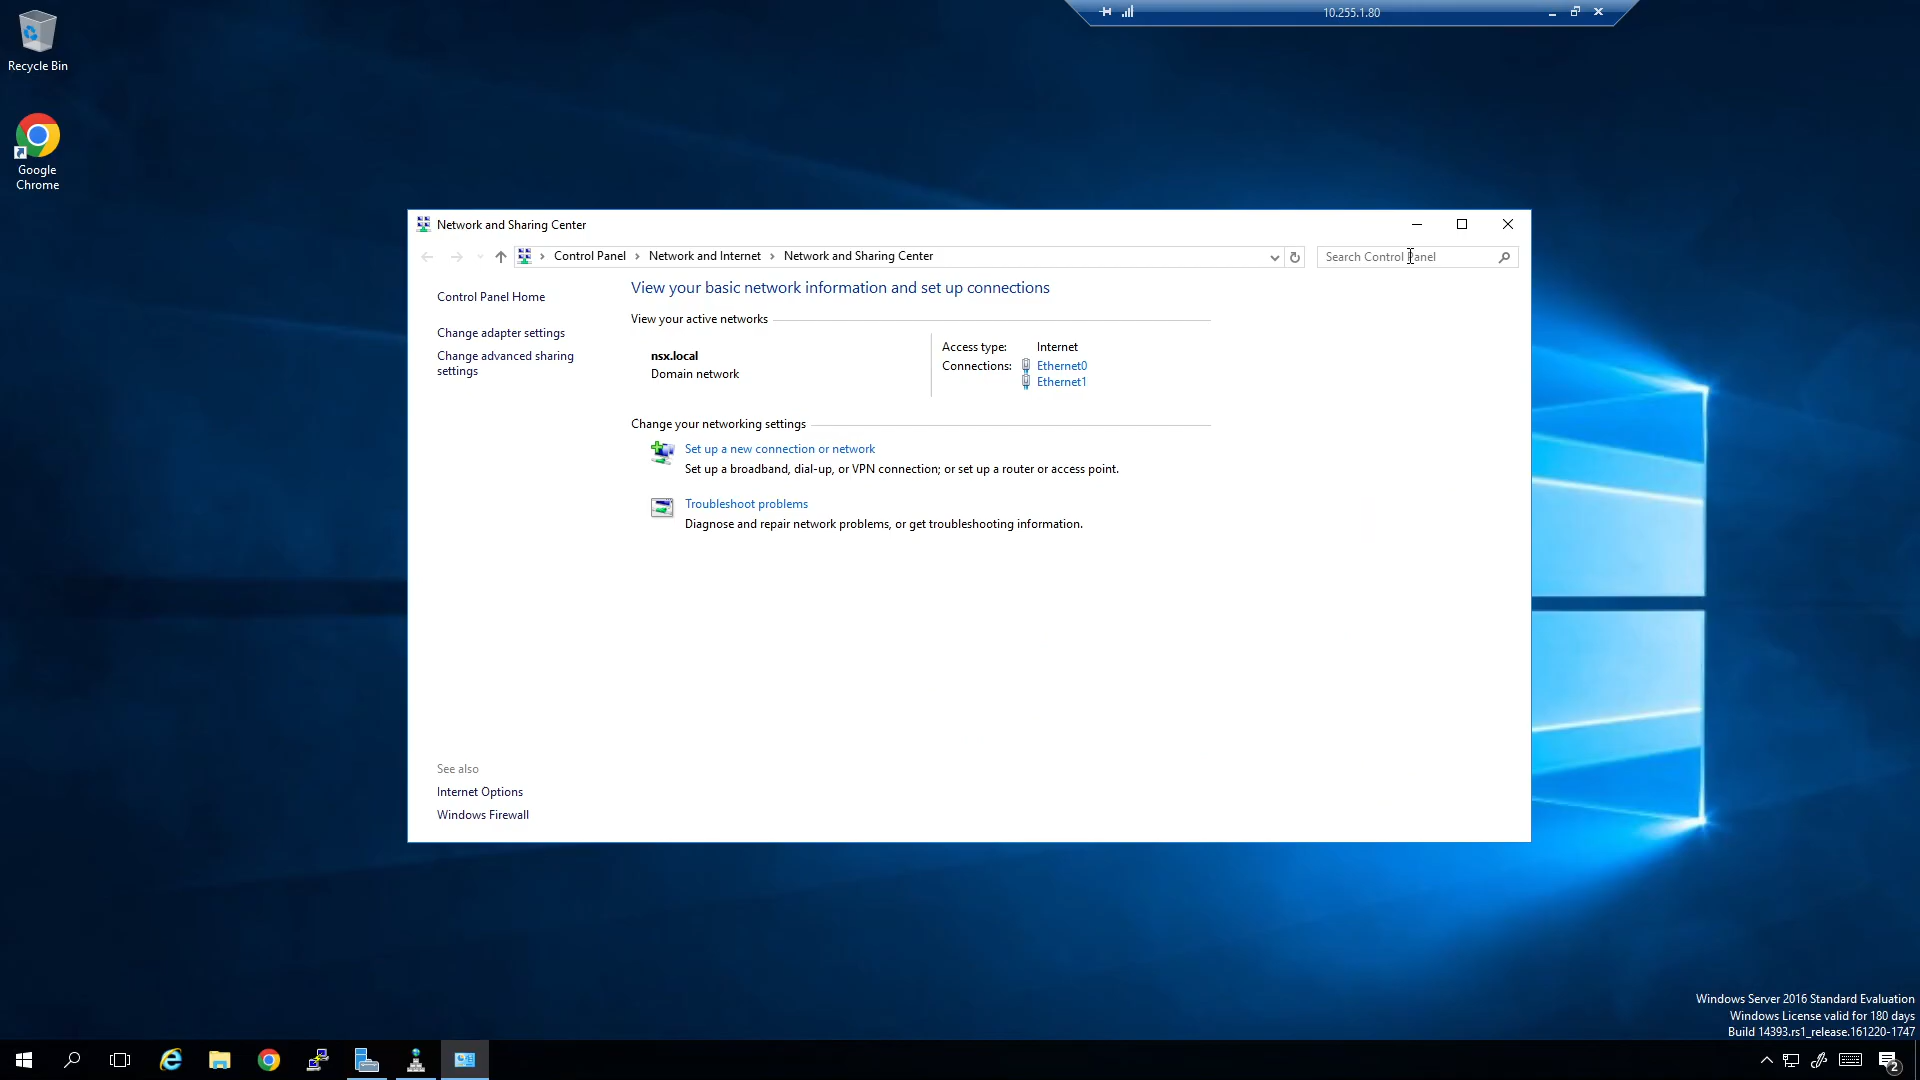 10.255.1.80
Recycle Bin
Google
Chrome
Network and Sharing Center
Control Panel
Network and Internet
Network and Sharing Center
Search Control Panel
Control Panel Home
Change adapter settings
Change advanced sharing
settings
View your basic network information and set up connections
View your active networks
nsx.local
Domain network
Access type: Internet
Connections: Ethernet0
Ethernet1
Change your networking settings
Set up a new connection or network
Set up a broadband, dial-up, or VPN connection; or set up a router or access point.
Troubleshoot problems
Diagnose and repair network problems, or get troubleshooting information.
See also
Internet Options
Windows Firewall
Windows Server 2016 Standard Evaluation
Windows License valid for 180 days
Build 14393.rs1_release.161220-1747
2